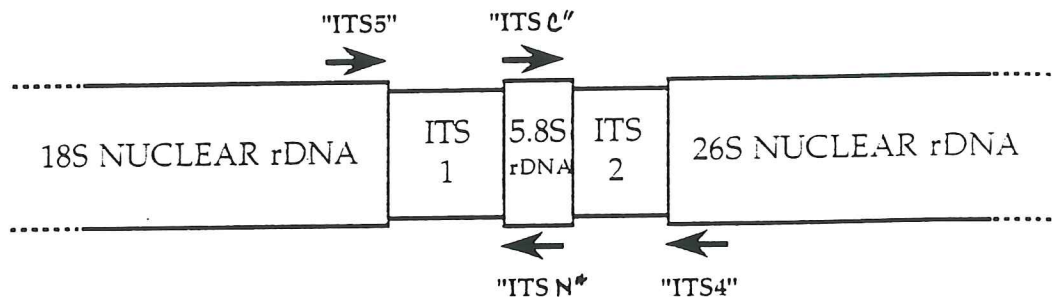 "ITS5" "ITS C"
18S NUCLEAR rDNA
ITS
1
5.8S
rDNA
ITS
2
26S NUCLEAR rDNA
"ITS N" "ITS4"